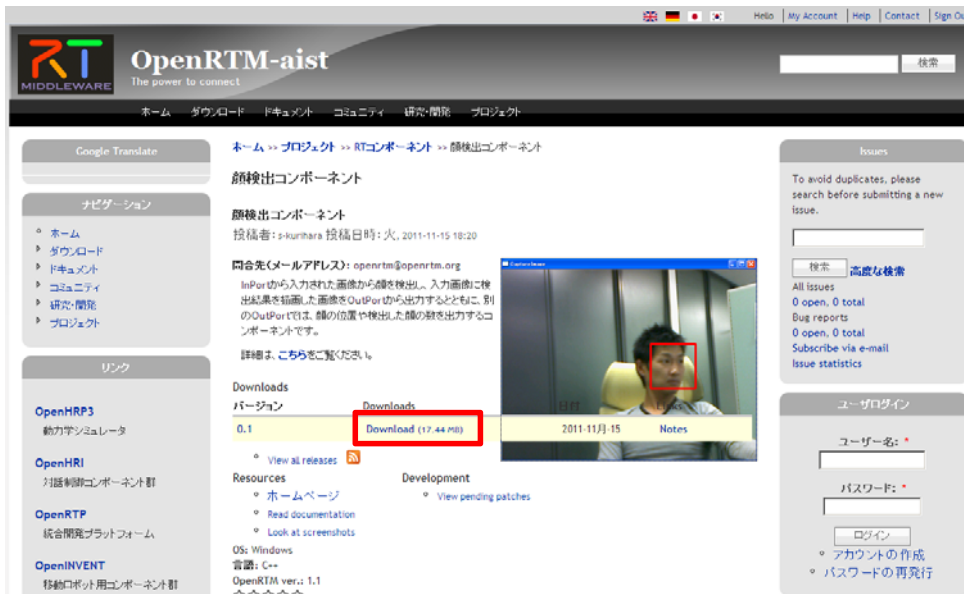 Hello | My Account | Help | Contact | Sign Ou
RT
MIDDLEWARE
OpenRTM-aist
The power to connect
検索
ホーム ダウンロード ドキュメント コミュニティ 研究・開発 プロジェクト
Google Translate
ナビゲーション
ホーム
ダウンロード
ドキュメント
コミュニティ
研究・開発
プロジェクト
リンク
OpenHRP3
動力学シミュレータ
OpenHRI
対話制御コンポーネント群
OpenRTP
統合開発プラットフォーム
OpenINVENT
移動ロボット用コンポーネント群
ホーム >> プロジェクト >> RTコンポーネント >> 顔検出コンポーネント
顔検出コンポーネント
顔検出コンポーネント
投稿者: s-kurihara 投稿日時: 火, 2011-11-15 18:20
問合先(メールアドレス): openrtm@openrtm.org
InPortから入力された画像から顔を検出し、入力画像に検
出結果を描画した画像をOutPortから出力するとともに、別
のOutPortでは、顔の位置や検出した顔の数を出力するコ
ンポーネントです。
詳細は、こちらをご覧ください。
Capture Image
Downloads
バージョン Downloads 日付 Links
0.1 Download (17.44 MB) 2011-11月-15 Notes
View all releases
Resources
ホームページ
Read documentation
Look at screenshots
Development
View pending patches
OS: Windows
言語: C++
OpenRTM ver.: 1.1
Issues
To avoid duplicates, please
search before submitting a new
issue.
検索 高度な検索
All issues
0 open, 0 total
Bug reports
0 open, 0 total
Subscribe via e-mail
Issue statistics
ユーザログイン
ユーザー名: *
パスワード: *
ログイン
アカウントの作成
パスワードの再発行